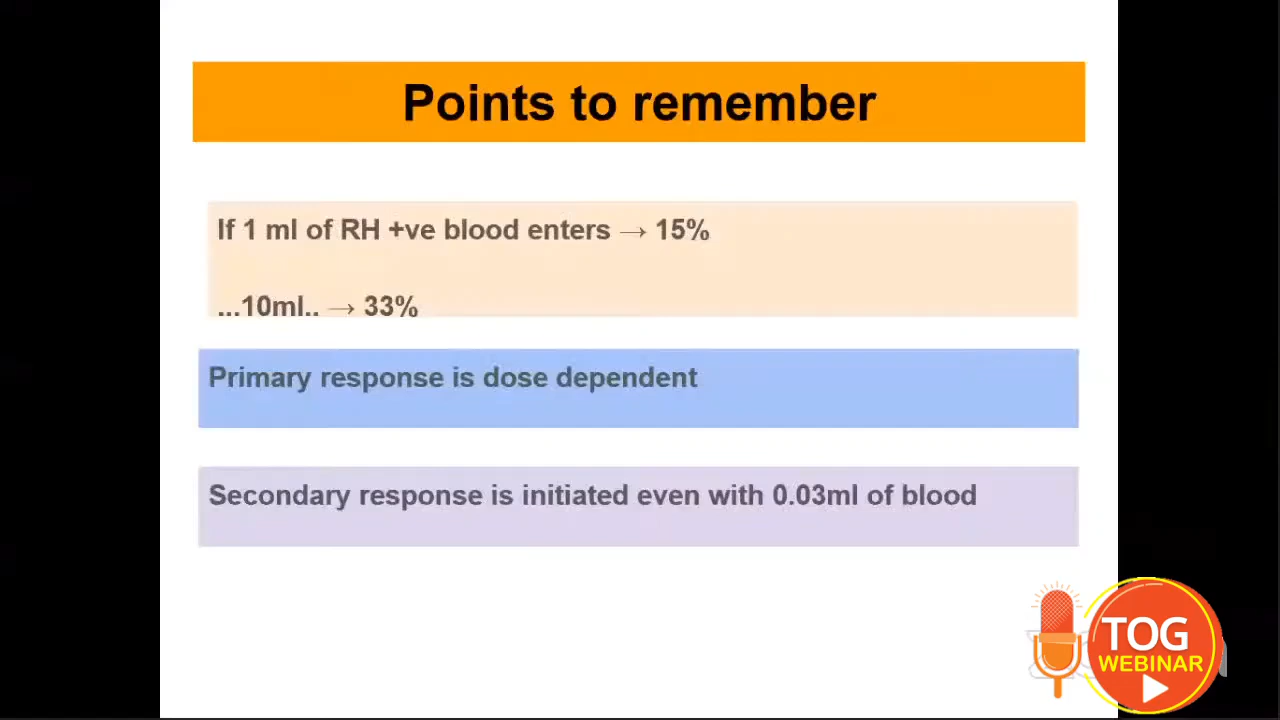 Points to remember
If 1 ml of RH +ve blood enters → 15%
...10ml.. → 33%
Primary response is dose dependent
Secondary response is initiated even with 0.03ml of blood
TOG
WEBINAR